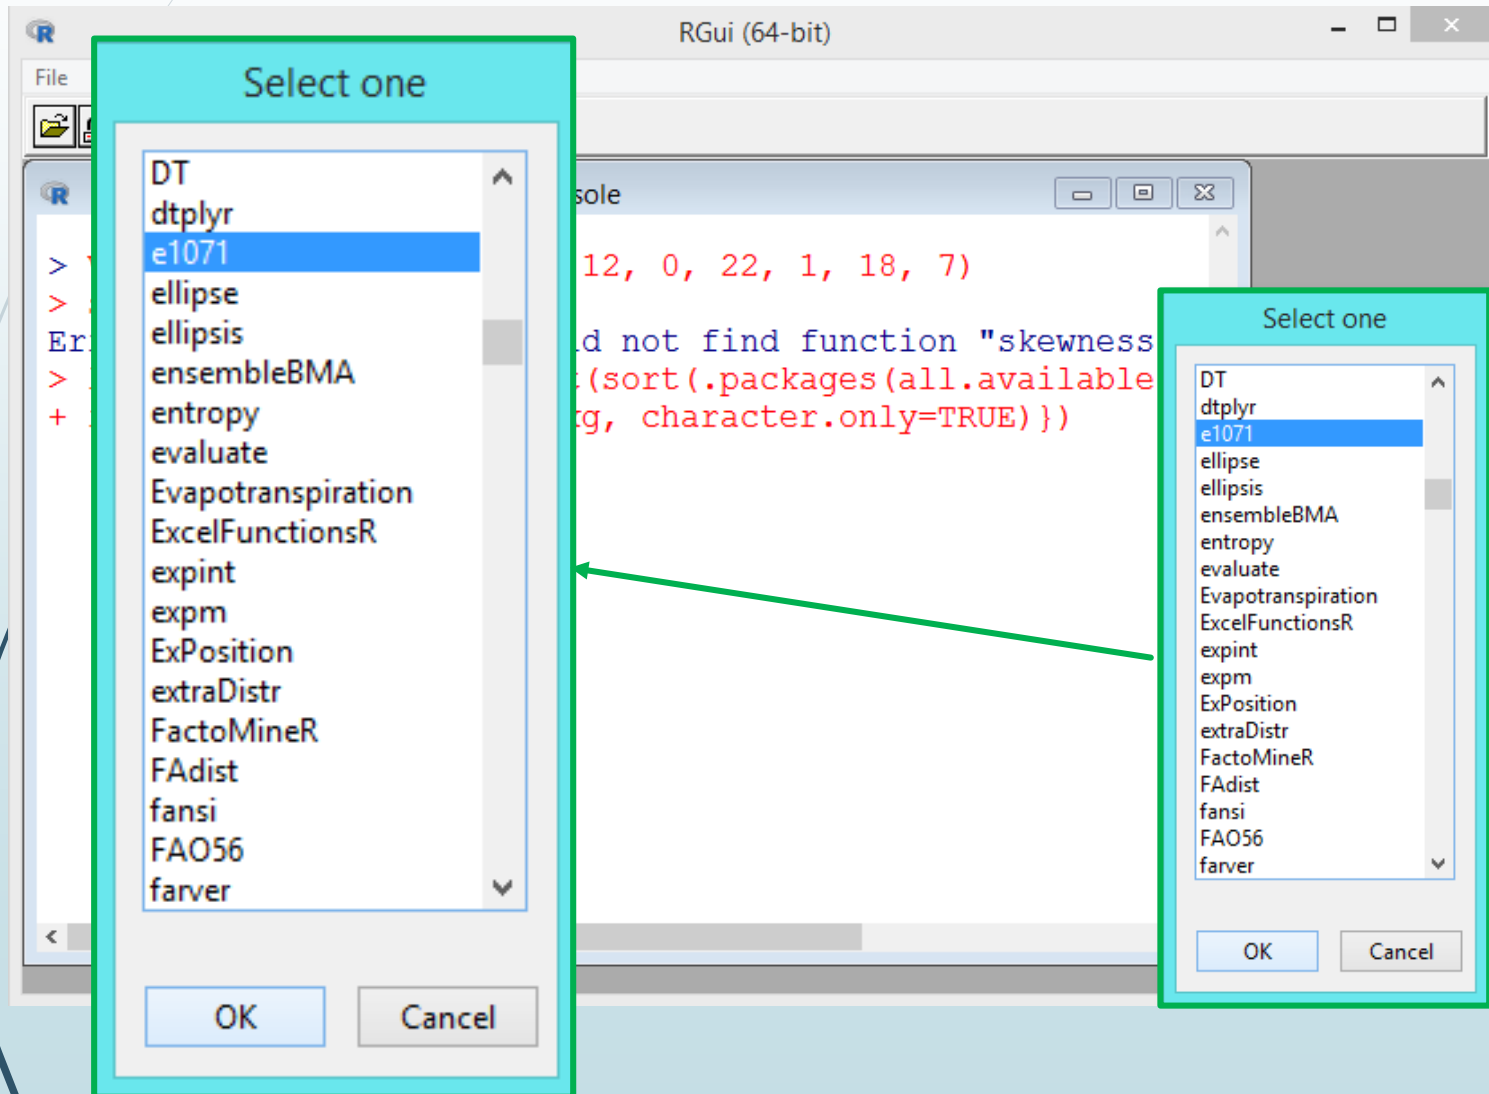 RGui (64-bit)
File
Select one
DT
dtplyr
e1071
ellipse
ellipsis
ensembleBMA
entropy
evaluate
Evapotranspiration
ExcelFunctionsR
expint
expm
ExPosition
extraDistr
FactoMineR
FAdist
fansi
FAO56
farver
OK Cancel
> 12, 0, 22, 1, 18, 7)
>
not find function "skewness
> (sort(.packages(all.available
+ character.only=TRUE)})
Select one
DT
dtplyr
e1071
ellipse
ellipsis
ensembleBMA
entropy
evaluate
Evapotranspiration
ExcelFunctionsR
expint
expm
ExPosition
extraDistr
FactoMineR
FAdist
fansi
FAO56
farver
OK Cancel